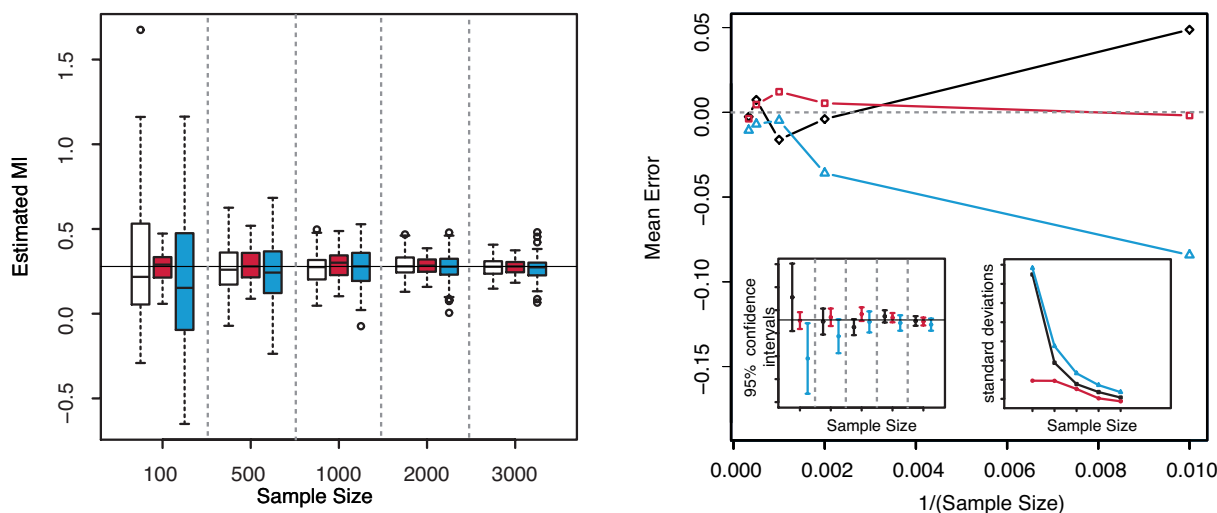 Estimated MI
1.5
1.0
0.5
0.0
−0.5
100 500 1000 2000 3000
Sample Size
Mean Error
0.05
0.00
−0.05
−0.10
−0.15
95% confidence
intervals
Sample Size
standard deviations
Sample Size
0.000 0.002 0.004 0.006 0.008 0.010
1/(Sample Size)